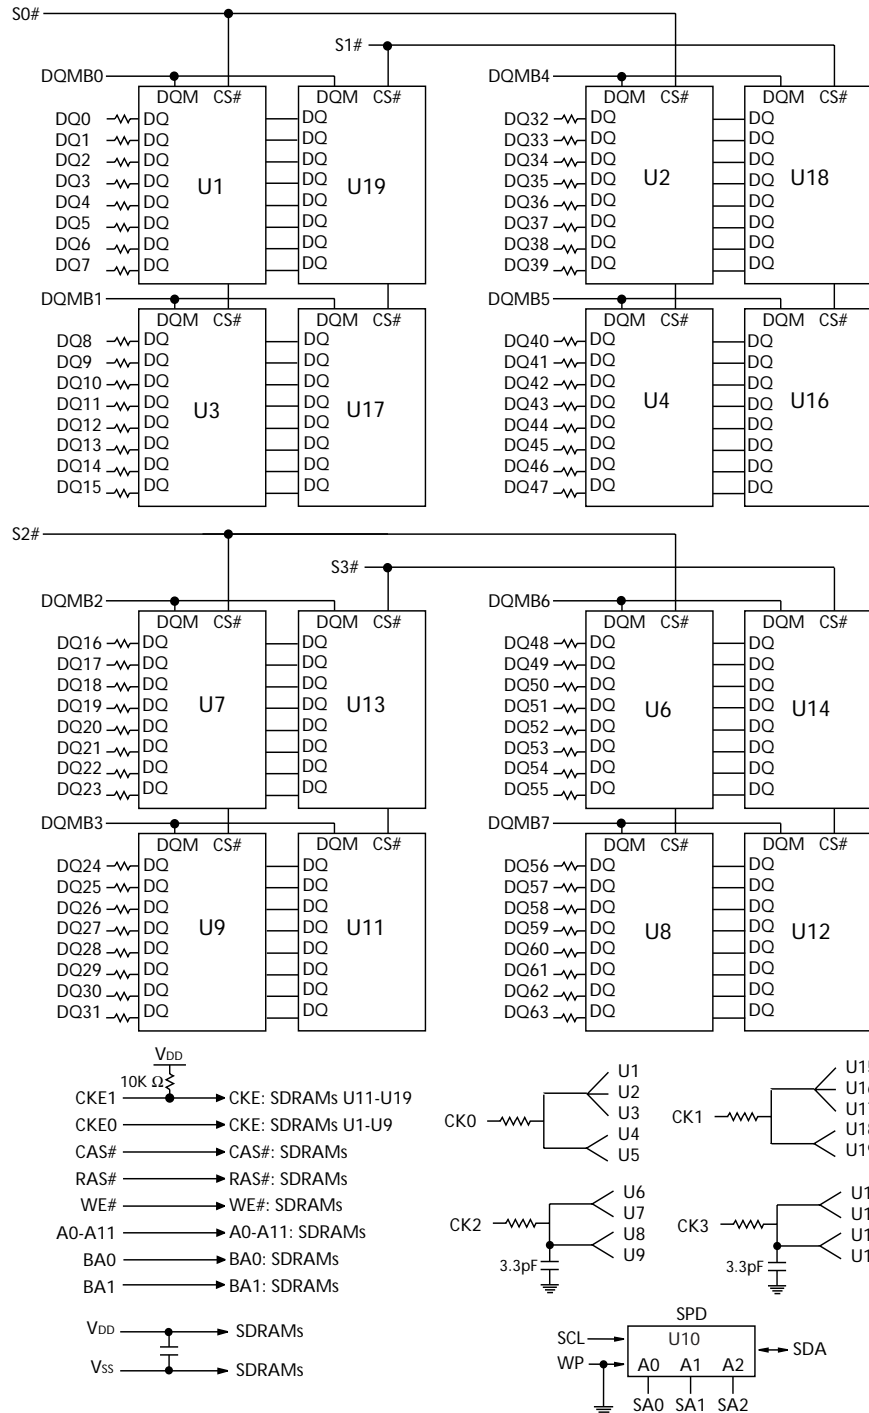 S0#
S1#
DQMB0
DQM CS#
DQM CS#
DQ0 DQ DQ
DQ1 DQ DQ
DQ2 DQ DQ
DQ3 DQ DQ
DQ4 DQ DQ
DQ5 DQ DQ
DQ6 DQ DQ
DQ7 DQ DQ
U1
U19
DQMB4
DQM CS#
DQM CS#
DQ32 DQ DQ
DQ33 DQ DQ
DQ34 DQ DQ
DQ35 DQ DQ
DQ36 DQ DQ
DQ37 DQ DQ
DQ38 DQ DQ
DQ39 DQ DQ
U2
U18
DQMB1
DQM CS#
DQM CS#
DQ8 DQ DQ
DQ9 DQ DQ
DQ10 DQ DQ
DQ11 DQ DQ
DQ12 DQ DQ
DQ13 DQ DQ
DQ14 DQ DQ
DQ15 DQ DQ
U3
U17
DQMB5
DQM CS#
DQM CS#
DQ40 DQ DQ
DQ41 DQ DQ
DQ42 DQ DQ
DQ43 DQ DQ
DQ44 DQ DQ
DQ45 DQ DQ
DQ46 DQ DQ
DQ47 DQ DQ
U4
U16
S2#
S3#
DQMB2
DQM CS#
DQM CS#
DQ16 DQ DQ
DQ17 DQ DQ
DQ18 DQ DQ
DQ19 DQ DQ
DQ20 DQ DQ
DQ21 DQ DQ
DQ22 DQ DQ
DQ23 DQ DQ
U7
U13
DQMB6
DQM CS#
DQM CS#
DQ48 DQ DQ
DQ49 DQ DQ
DQ50 DQ DQ
DQ51 DQ DQ
DQ52 DQ DQ
DQ53 DQ DQ
DQ54 DQ DQ
DQ55 DQ DQ
U6
U14
DQMB3
DQM CS#
DQM CS#
DQ24 DQ DQ
DQ25 DQ DQ
DQ26 DQ DQ
DQ27 DQ DQ
DQ28 DQ DQ
DQ29 DQ DQ
DQ30 DQ DQ
DQ31 DQ DQ
U9
U11
DQMB7
DQM CS#
DQM CS#
DQ56 DQ DQ
DQ57 DQ DQ
DQ58 DQ DQ
DQ59 DQ DQ
DQ60 DQ DQ
DQ61 DQ DQ
DQ62 DQ DQ
DQ63 DQ DQ
U8
U12
VDD
10K Ω
CKE1 CKE: SDRAMs U11-U19
CKE0 CKE: SDRAMs U1-U9
CAS# CAS#: SDRAMs
RAS# RAS#: SDRAMs
WE# WE#: SDRAMs
A0-A11 A0-A11: SDRAMs
BA0 BA0: SDRAMs
BA1 BA1: SDRAMs
VDD SDRAMs
VSS SDRAMs
CK0
U1
U2
U3
U4
U5
CK1
CK2
U6
U7
U8
U9
3.3pF
CK3
3.3pF
SPD
U10
SCL
WP
A0 A1 A2
SDA
SA0 SA1 SA2